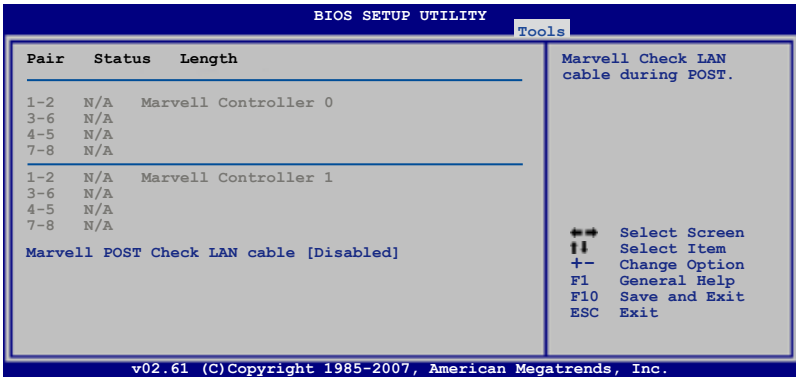 BIOS SETUP UTILITY
Tools
Pair Status Length
1-2 N/A Marvell Controller 0
3-6 N/A
4-5 N/A
7-8 N/A
1-2 N/A Marvell Controller 1
3-6 N/A
4-5 N/A
7-8 N/A
Marvell POST Check LAN cable [Disabled]
Marvell Check LAN
cable during POST.
←→ Select Screen
↑↓ Select Item
+- Change Option
F1 General Help
F10 Save and Exit
ESC Exit
v02.61 (C)Copyright 1985-2007, American Megatrends, Inc.